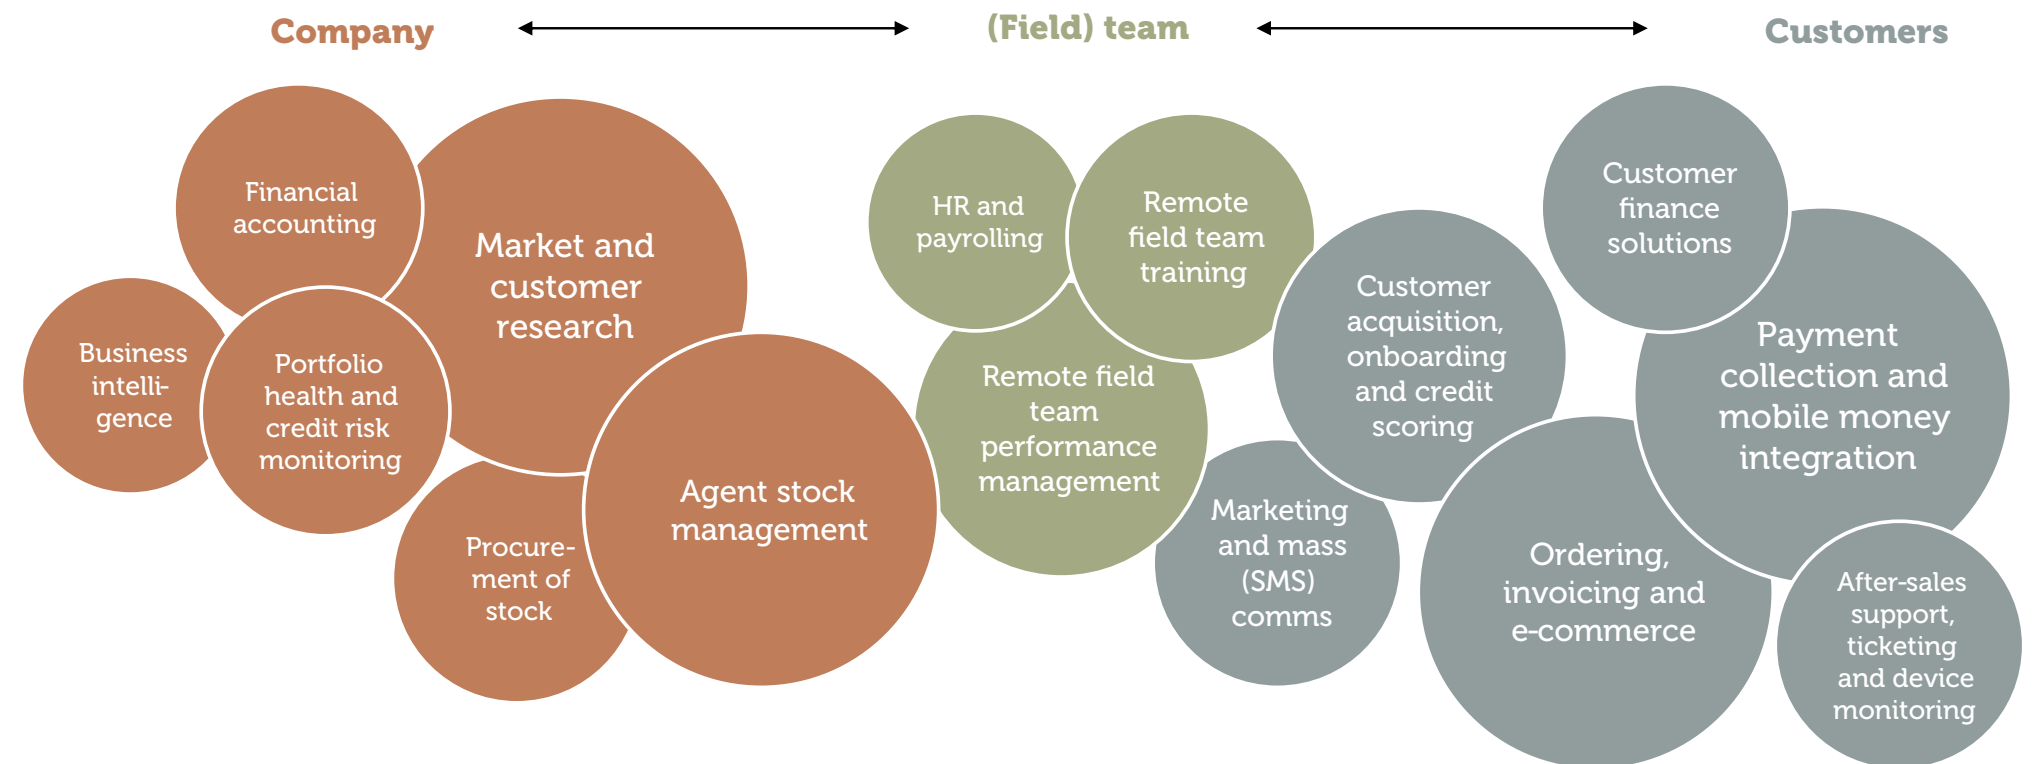 Company
(Field) team
Customers
Financial
accounting
Market and
customer
research
Business
intelli-
gence
Portfolio
health and
credit risk
monitoring
Procure-
ment of
stock
Agent stock
management
HR and
payrolling
Remote
field team
training
Remote field
team
performance
management
Customer
acquisition,
onboarding
and credit
scoring
Marketing
and mass
(SMS)
comms
Customer
finance
solutions
Payment
collection and
mobile money
integration
Ordering,
invoicing and
e-commerce
After-sales
support,
ticketing
and device
monitoring